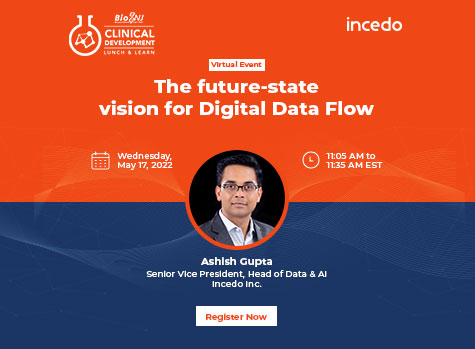 BioNJ
CLINICAL
DEVELOPMENT
LUNCH & LEARN
incedo
Virtual Event
The future-state
vision for Digital Data Flow
Wednesday,
May 17, 2022
11:05 AM to
11:35 AM EST
Ashish Gupta
Senior Vice President, Head of Data & AI
Incedo Inc.
Register Now